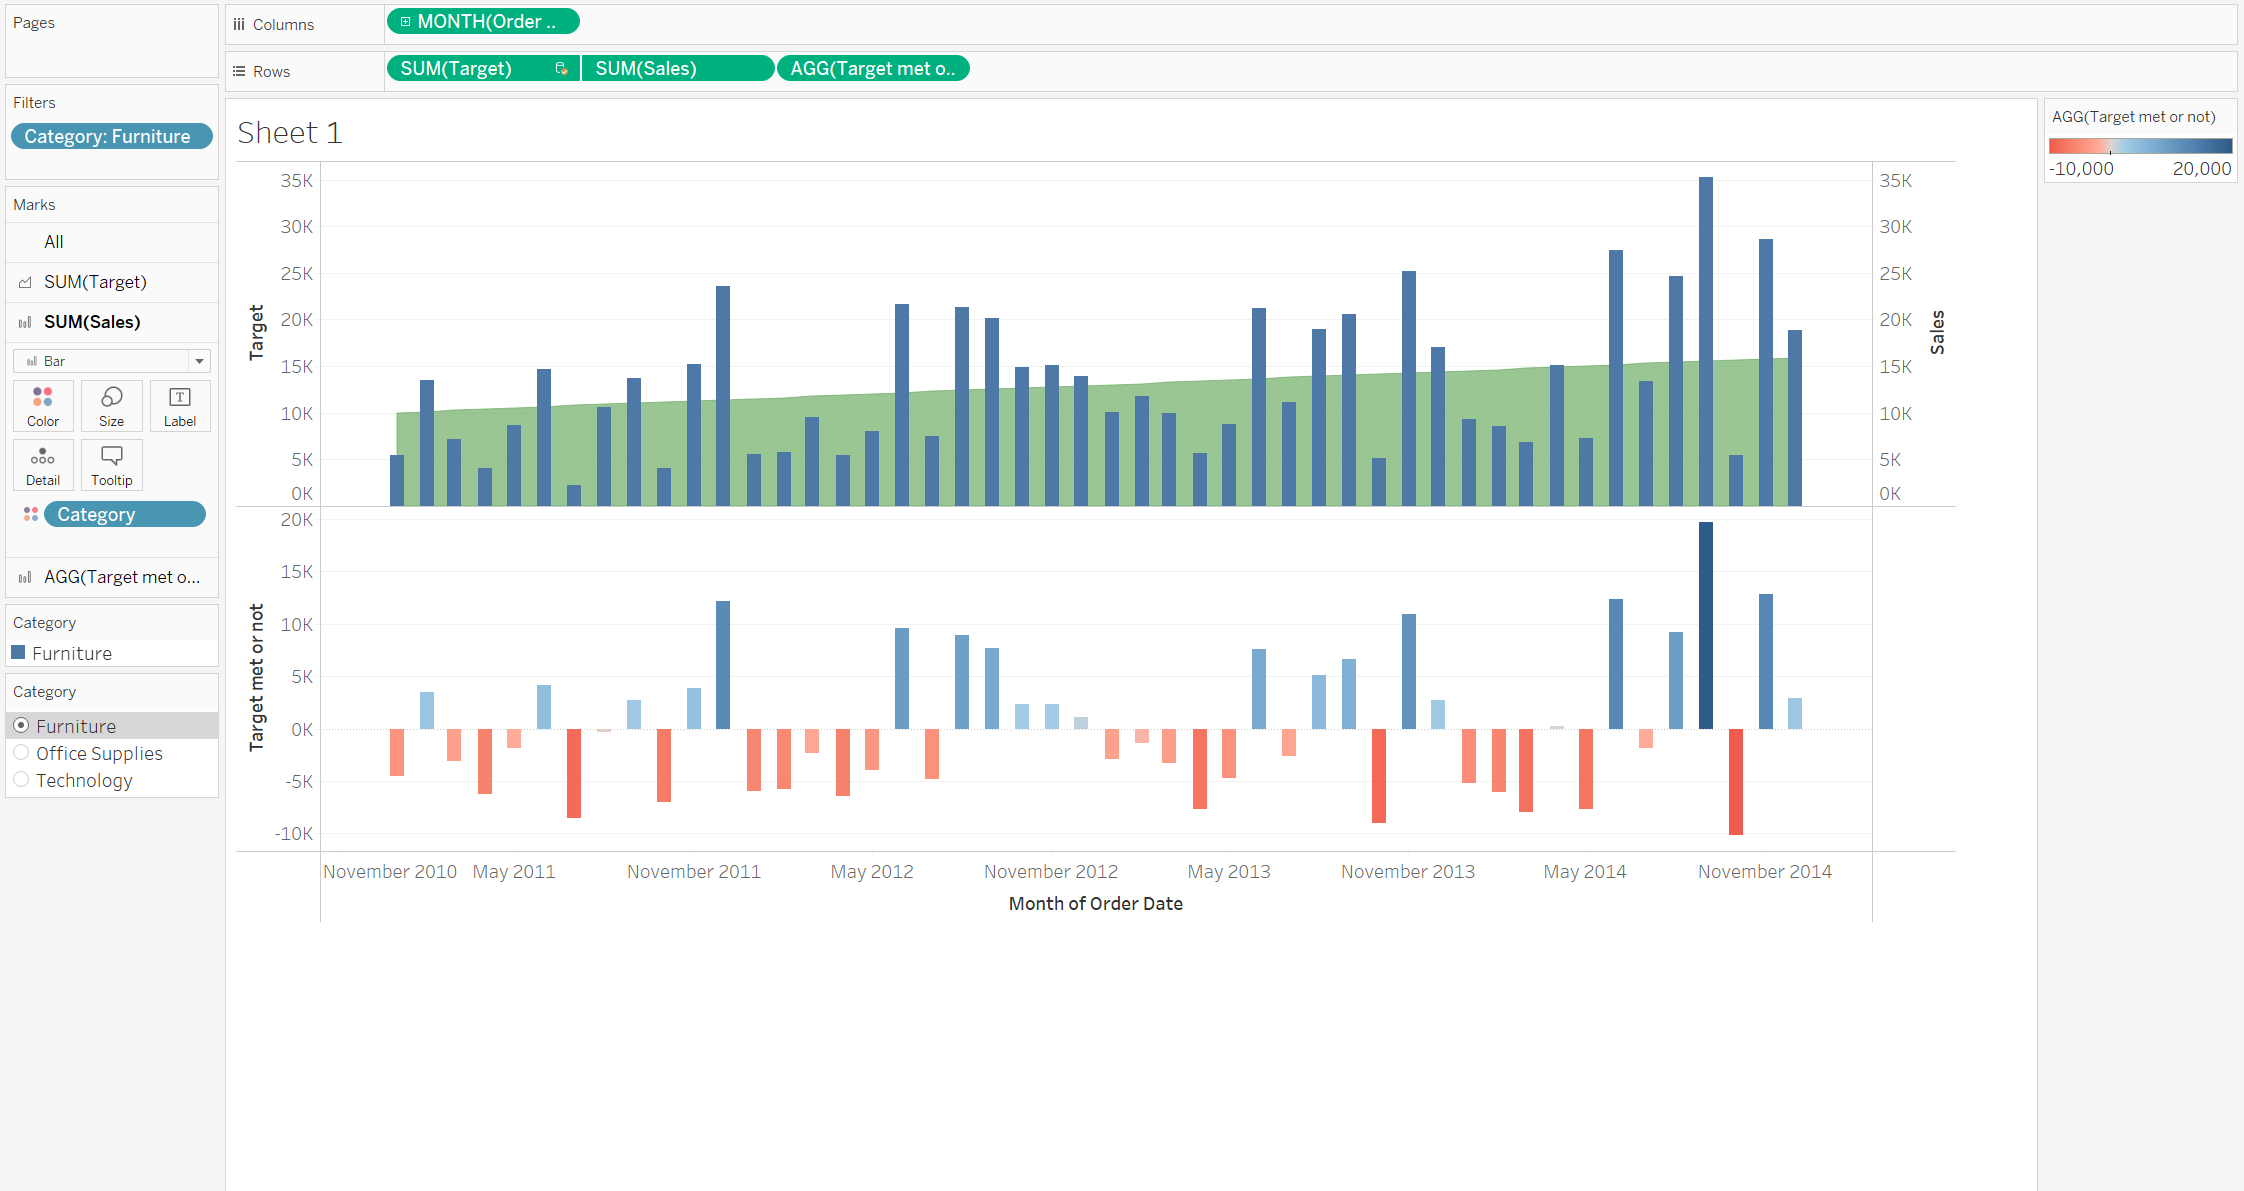 Pages
Columns
MONTH(Order ..
Rows
SUM(Target)
SUM(Sales)
AGG(Target met o..
Filters
Category: Furniture
Marks
All
SUM(Target)
SUM(Sales)
Bar
Color
Size
Label
Detail
Tooltip
Category
AGG(Target met o...
Category
Furniture
Category
Furniture
Office Supplies
Technology
Sheet 1
Target
35K
30K
25K
20K
15K
10K
5K
0K
Sales
35K
30K
25K
20K
15K
10K
5K
0K
Target met or not
20K
15K
10K
5K
0K
-5K
-10K
November 2010
May 2011
November 2011
May 2012
November 2012
May 2013
November 2013
May 2014
November 2014
Month of Order Date
AGG(Target met or not)
-10,000
20,000